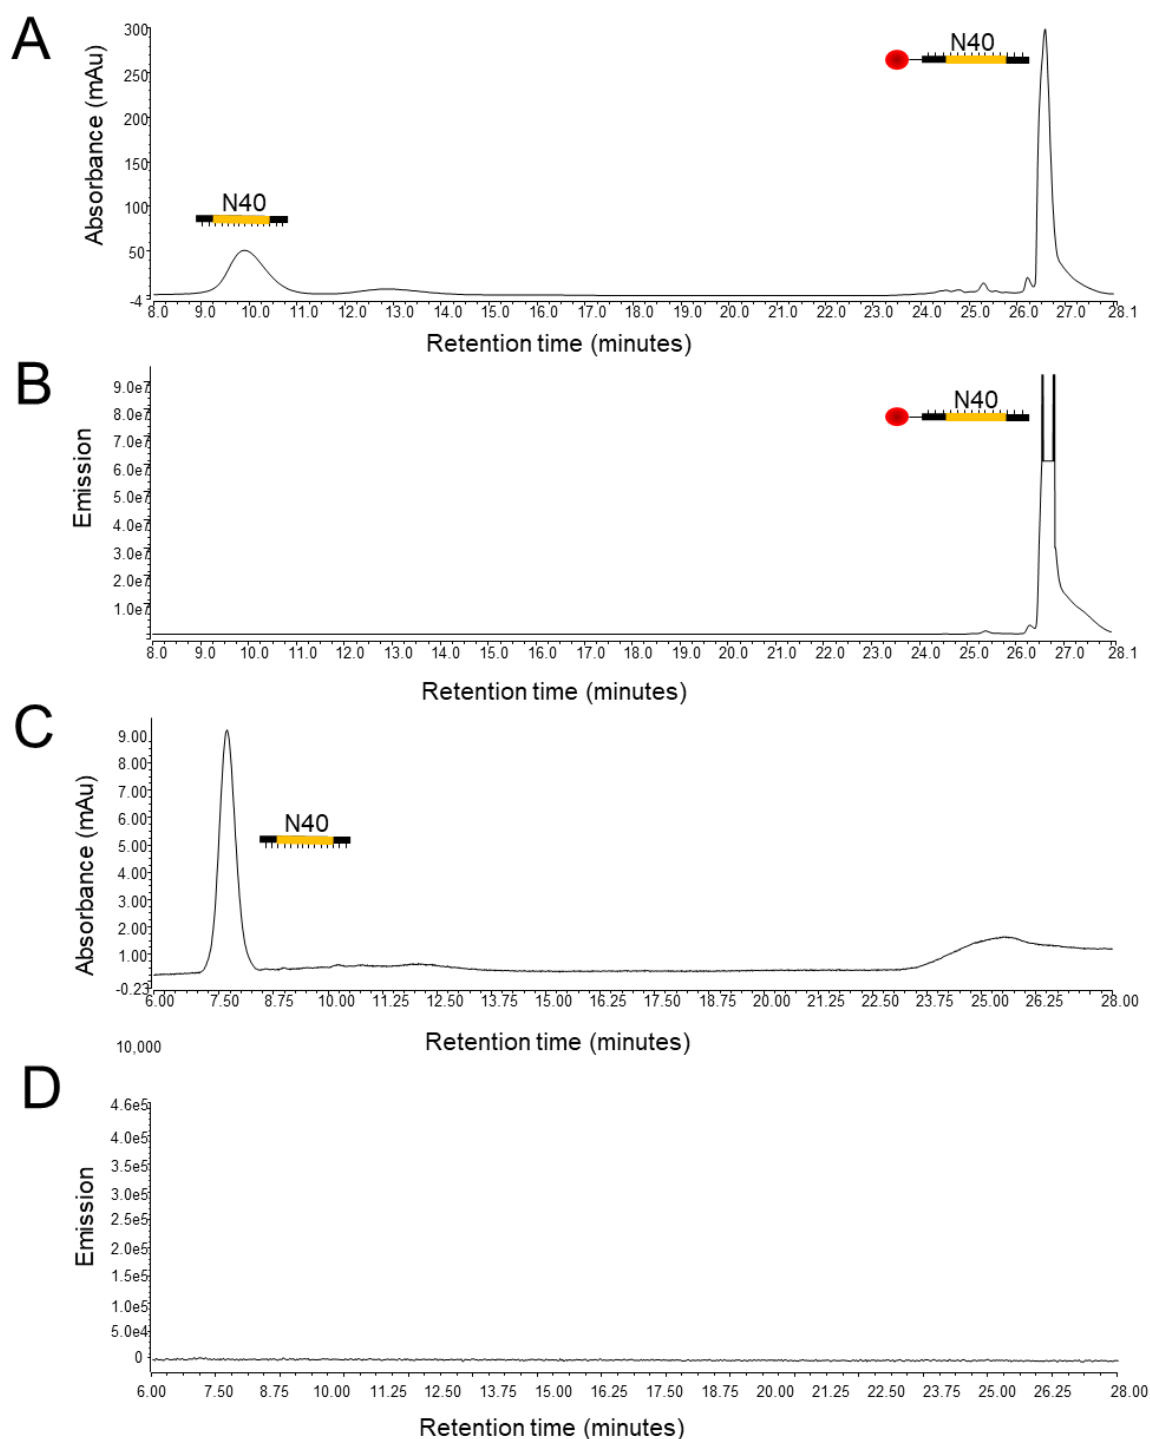 A
Absorbance (mAu)
300
250
200
150
100
50
-4
N40
N40
8.0 9.0 10.0 11.0 12.0 13.0 14.0 15.0 16.0 17.0 18.0 19.0 20.0 21.0 22.0 23.0 24.0 25.0 26.0 27.0 28.1
Retention time (minutes)
B
Emission
9.0e7
8.0e7
7.0e7
6.0e7
5.0e7
4.0e7
3.0e7
2.0e7
1.0e7
N40
8.0 9.0 10.0 11.0 12.0 13.0 14.0 15.0 16.0 17.0 18.0 19.0 20.0 21.0 22.0 23.0 24.0 25.0 26.0 27.0 28.1
Retention time (minutes)
C
Absorbance (mAu)
9.00
8.00
7.00
6.00
5.00
4.00
3.00
2.00
1.00
-0.23
N40
6.00 7.50 8.75 10.00 11.25 12.50 13.75 15.00 16.25 17.50 18.75 20.00 21.25 22.50 23.75 25.00 26.25 28.00
Retention time (minutes)
10,000
D
Emission
4.6e5
4.0e5
3.5e5
3.0e5
2.5e5
2.0e5
1.5e5
1.0e5
5.0e4
0
6.00 7.50 8.75 10.00 11.25 12.50 13.75 15.00 16.25 17.50 18.75 20.00 21.25 22.50 23.75 25.00 26.25 28.00
Retention time (minutes)